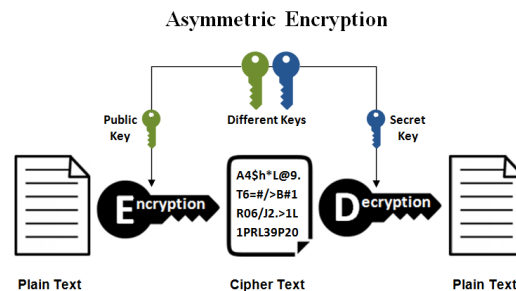 Asymmetric Encryption
Public
Key
Different Keys
Secret
Key
A4$h*L@9.
T6=#/>B#1
R06/J2.>1L
1PRL39P20
Encryption
Decryption
Plain Text
Cipher Text
Plain Text